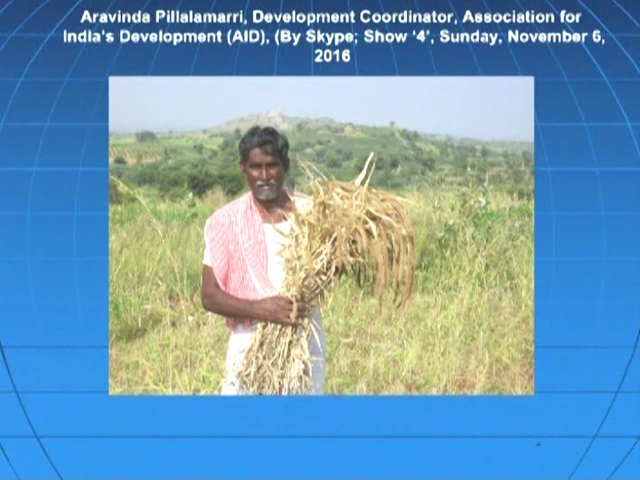 Aravinda Pillalamarri, Development Coordinator, Association for
India's Development (AID), (By Skype; Show ‘4’, Sunday, November 6,
2016